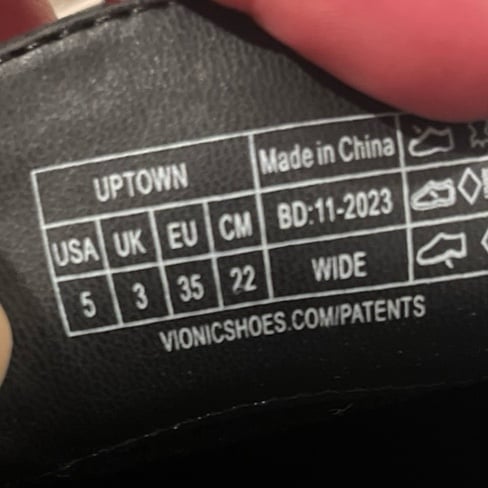 UPTOWN
Made in China
USA UK EU CM
BD:11-2023
5 3 35 22
WIDE
VIONICSHOES.COM/PATENTS